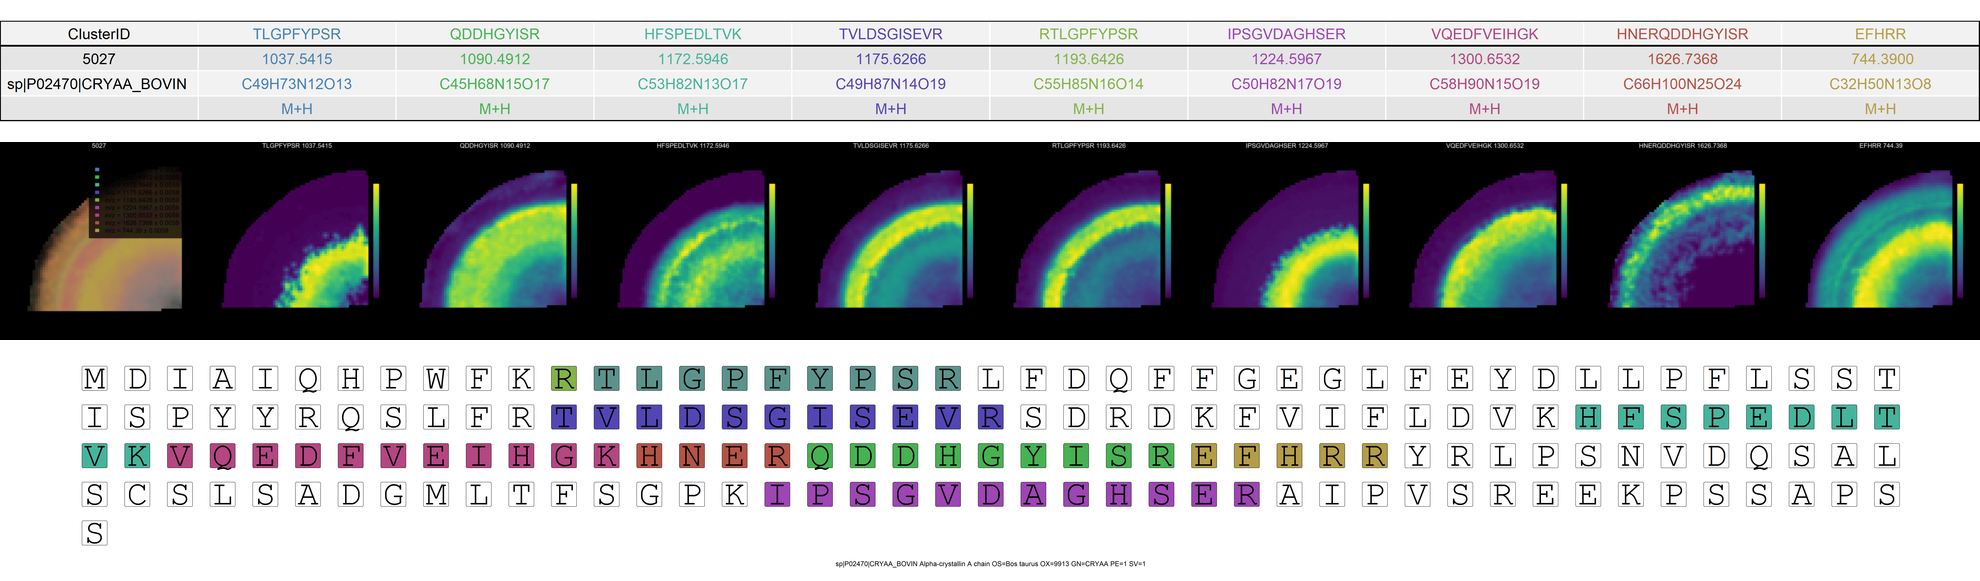 ClusterID TLGPFYPSR QDDHGYISR HFSPEDLTVK TVLDSGISEVR RTLGPFYPSR IPSGVDAGHSER VQEDFVEIHGK HNERQDDHGYISR EFHRR
5027 1037.5415 1090.4912 1172.5946 1175.6266 1193.6426 1224.5967 1300.6532 1626.7368 744.3900
sp|P02470|CRYAA_BOVIN C49H73N12O13 C45H68N15O17 C53H82N13O17 C49H87N14O19 C55H85N16O14 C50H82N17O19 C58H90N15O19 C66H100N25O24 C32H50N13O8
M+H M+H M+H M+H M+H M+H M+H M+H M+H
5027 TLGPFYPSR 1037.5415 QDDHGYISR 1090.4912 HFSPEDLTVK 1172.5946 TVLDSGISEVR 1175.6266 RTLGPFYPSR 1193.6426 IPSGVDAGHSER 1224.5967 VQEDFVEIHGK 1300.6532 HNERQDDHGYISR 1626.7368 EFHRR 744.39
M D I A I Q H P W F K R T L G P F Y P S R L F D Q F F G E G L F E Y D L L P F L S S T
I S P Y Y R Q S L F R T V L D S G I S E V R S D R D K F V I F L D V K H F S P E D L T
V K V Q E D F V E I H G K H N E R Q D D H G Y I S R E F H R R Y R L P S N V D Q S A L
S C S L S A D G M L T F S G P K I P S G V D A G H S E R A I P V S R E E K P S S A P S
S
sp|P02470|CRYAA_BOVIN Alpha-crystallin A chain OS=Bos taurus OX=9913 GN=CRYAA PE=1 SV=1